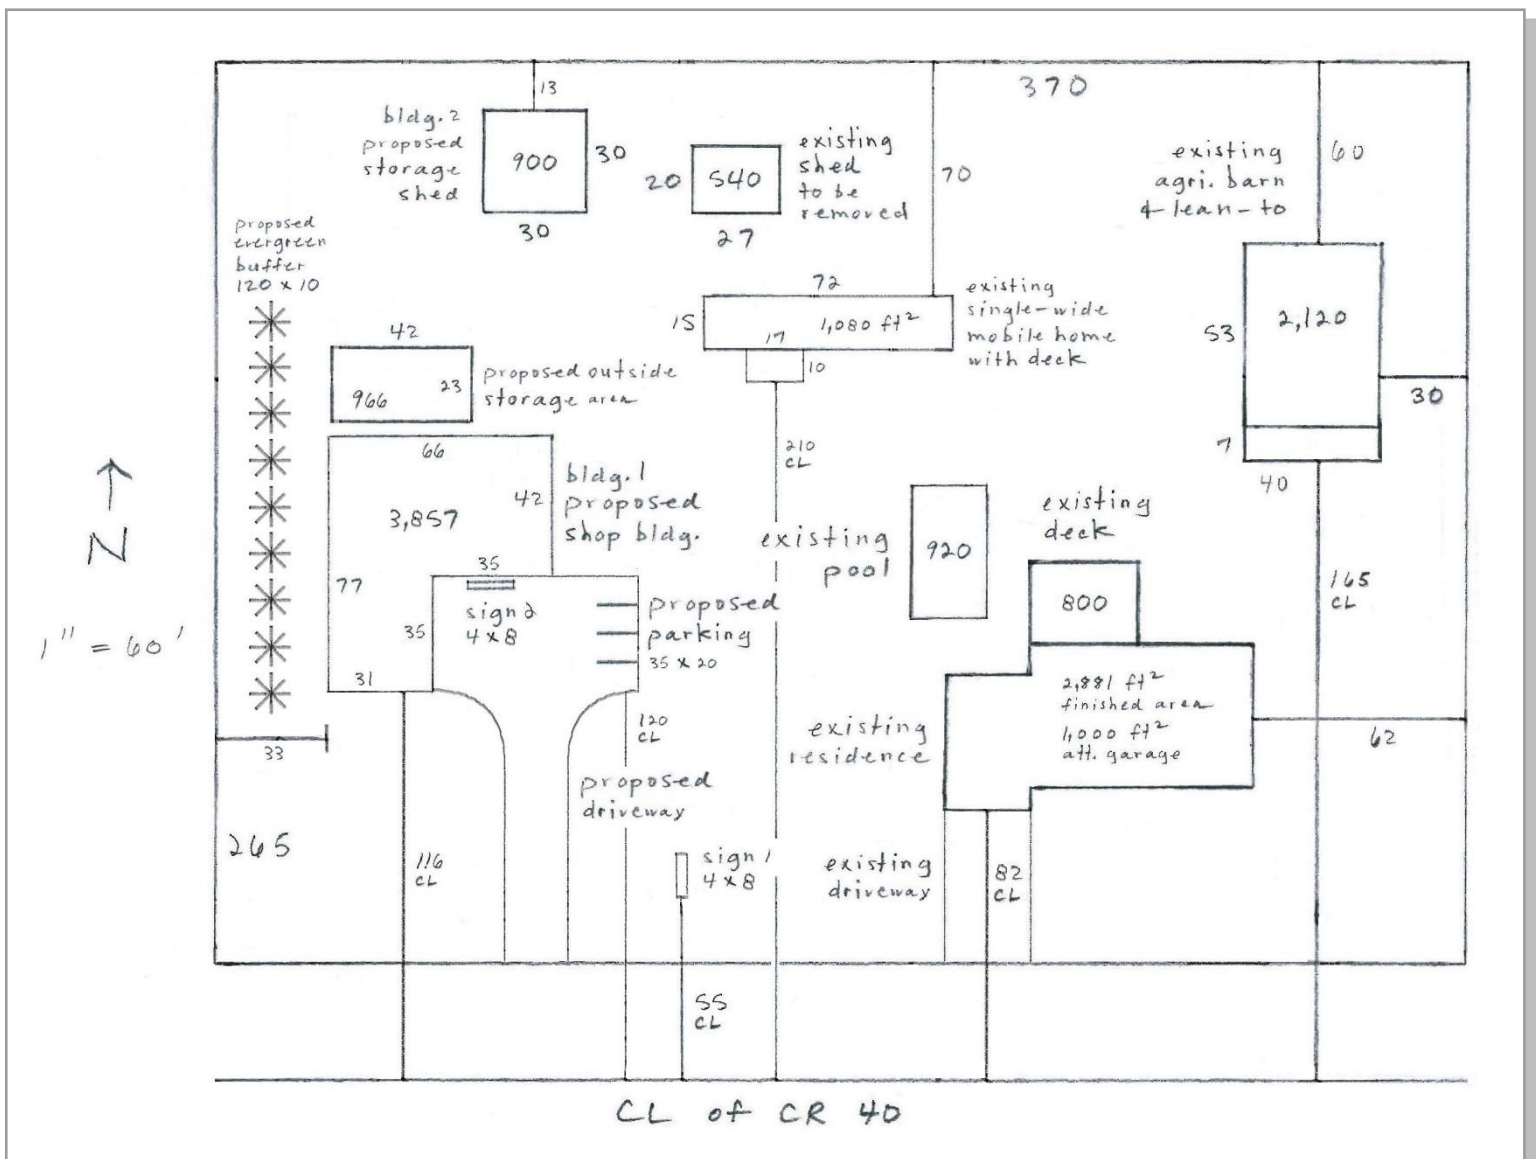 370
13
bldg. 2
proposed
storage
shed
900
30
30
20
540
27
existing
shed
to be
removed
70
existing
agri. barn
& lean-to
60
proposed
evergreen
buffer
120 x 10
72
15
1,080 ft²
17
10
existing
single-wide
mobile home
with deck
53
2,120
30
7
40
42
23
966
proposed outside
storage area
66
42
3,857
77
35
31
bldg. 1
proposed
shop bldg.
210
CL
N
1" = 60'
35
sign 2
4 x 8
proposed
parking
35 x 20
existing
pool
920
existing
deck
800
165
CL
2,881 ft²
finished area
1,000 ft²
att. garage
existing
residence
62
33
120
CL
proposed
driveway
265
116
CL
sign 1
4 x 8
existing
driveway
82
CL
55
CL
CL of CR 40